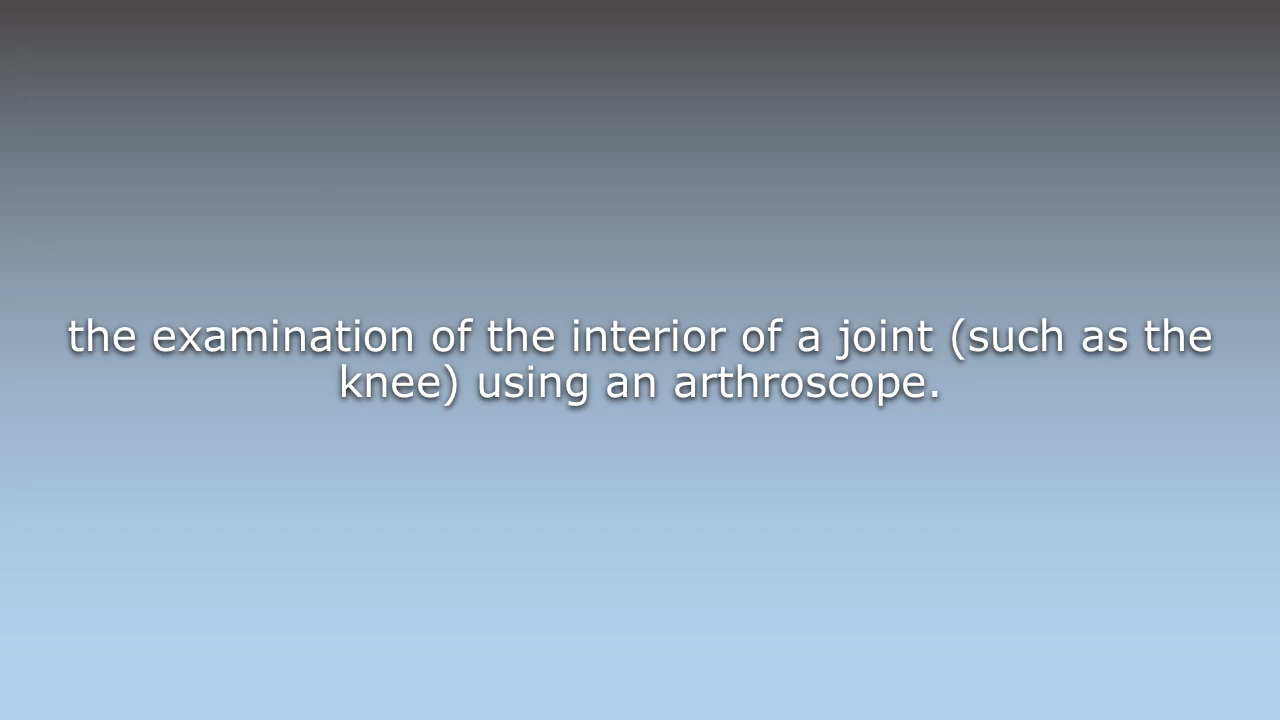 the examination of the interior of a joint (such as the
knee) using an arthroscope.